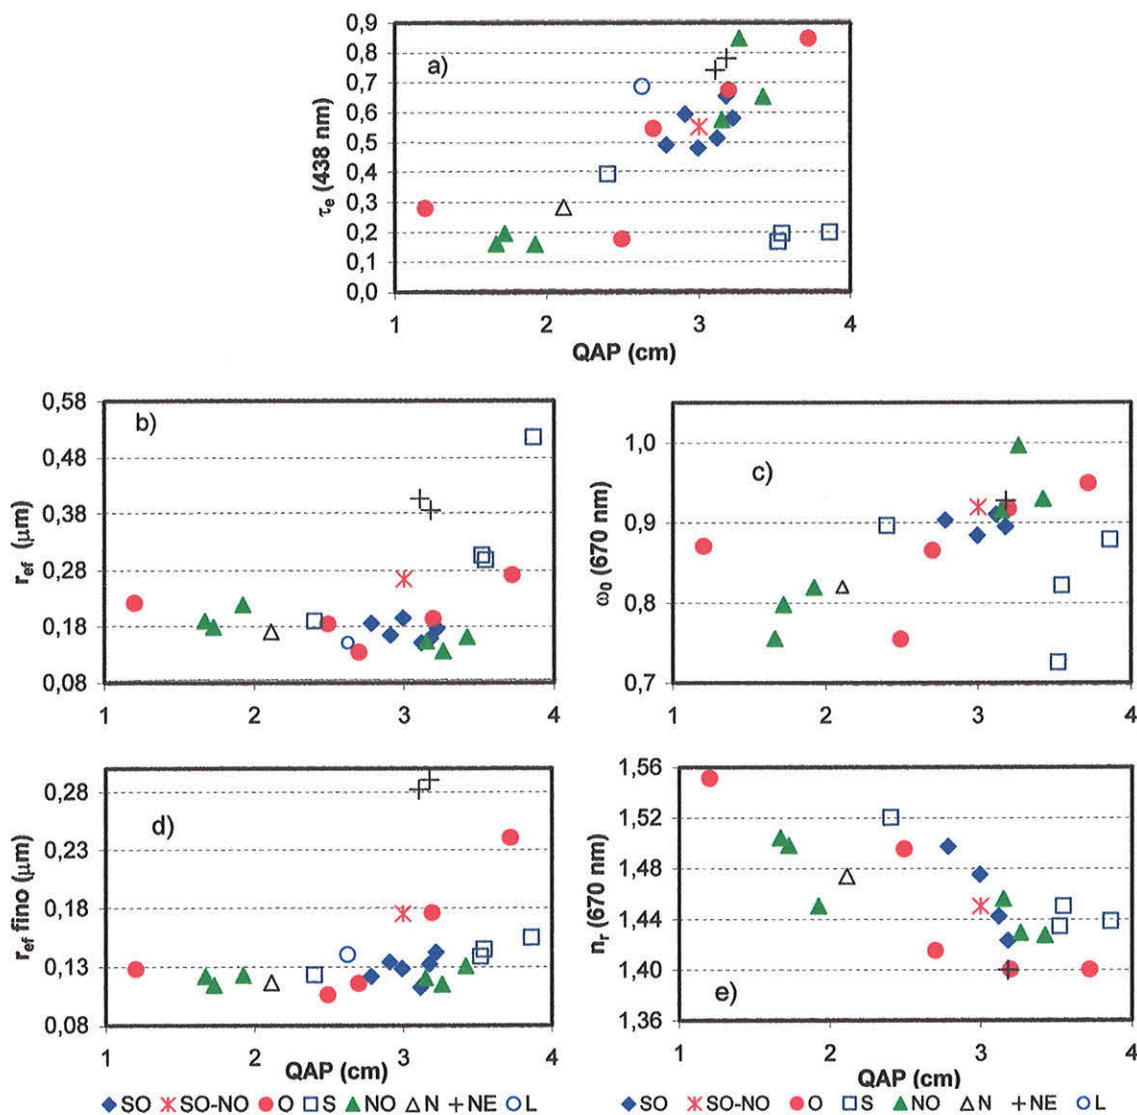 a)
τe (438 nm)
0,9
0,8
0,7
0,6
0,5
0,4
0,3
0,2
0,1
0,0
1 2 3 4
QAP (cm)
b)
ref (μm)
0,58
0,48
0,38
0,28
0,18
0,08
1 2 3 4
c)
ω0 (670 nm)
1,0
0,9
0,8
0,7
1 2 3 4
d)
ref fino (μm)
0,28
0,23
0,18
0,13
0,08
1 2 3 4
QAP (cm)
e)
nr (670 nm)
1,56
1,52
1,48
1,44
1,40
1,36
1 2 3 4
QAP (cm)
SO SO-NO O S NO N NE L
SO SO-NO O S NO N NE L